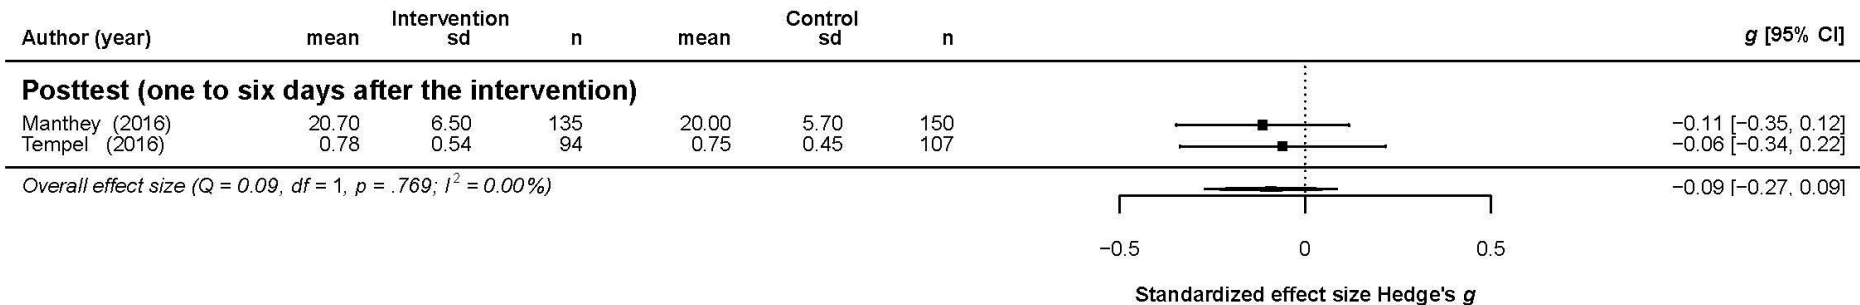 Intervention Control
Author (year) mean sd n mean sd n g [95% CI]
Posttest (one to six days after the intervention)
Manthey (2016) 20.70 6.50 135 20.00 5.70 150 −0.11 [−0.35, 0.12]
Tempel (2016) 0.78 0.54 94 0.75 0.45 107 −0.06 [−0.34, 0.22]
Overall effect size (Q = 0.09, df = 1, p = .769; I² = 0.00%) −0.09 [−0.27, 0.09]
−0.5 0 0.5
Standardized effect size Hedge's g